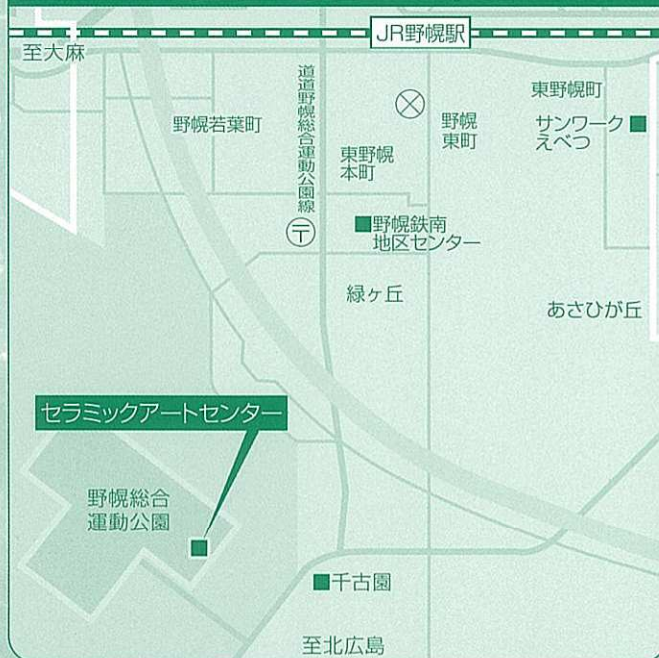 JR野幌駅
至大麻
道道野幌総合運動公園線
野幌若葉町
東野幌
本町
野幌
東町
東野幌町
サンワーク
えべつ
〒
野幌鉄南
地区センター
緑ヶ丘
あさひが丘
セラミックアートセンター
野幌総合
運動公園
千古園
至北広島